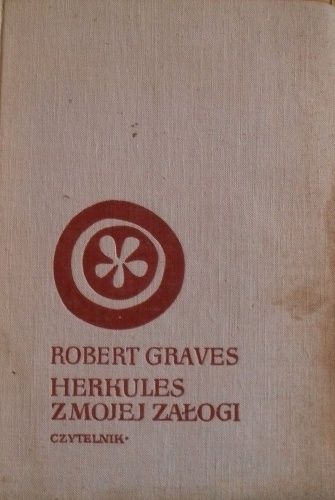 ROBERT GRAVES
HERKULES
Z MOJEJ ZAŁOGI
CZYTELNIK•